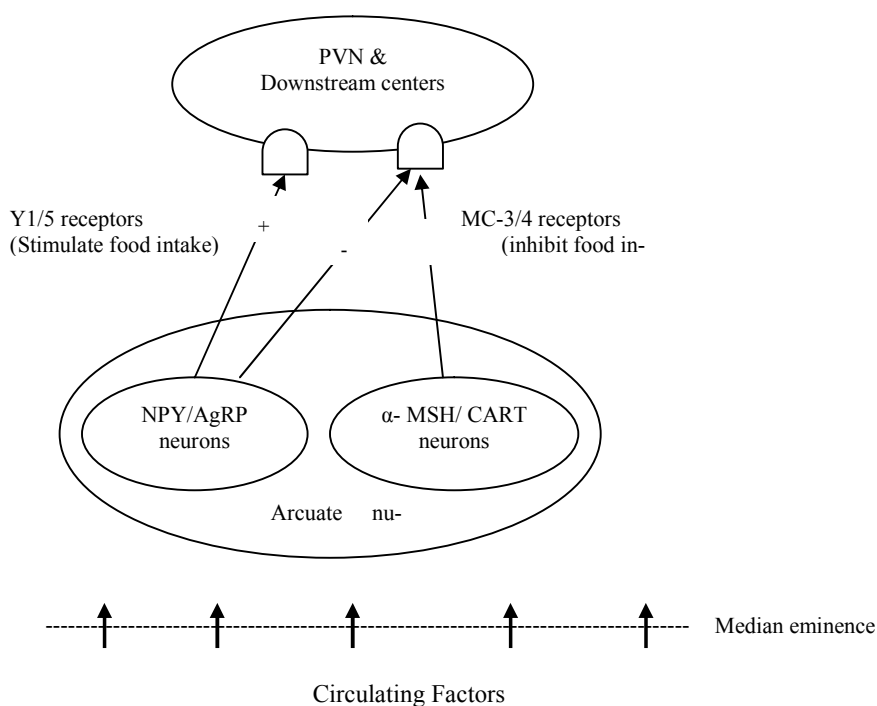 PVN &
Downstream centers
Y1/5 receptors
(Stimulate food intake)
+
-
MC-3/4 receptors
(inhibit food in-
NPY/AgRP
neurons
α- MSH/ CART
neurons
Arcuate nu-
Median eminence
Circulating Factors